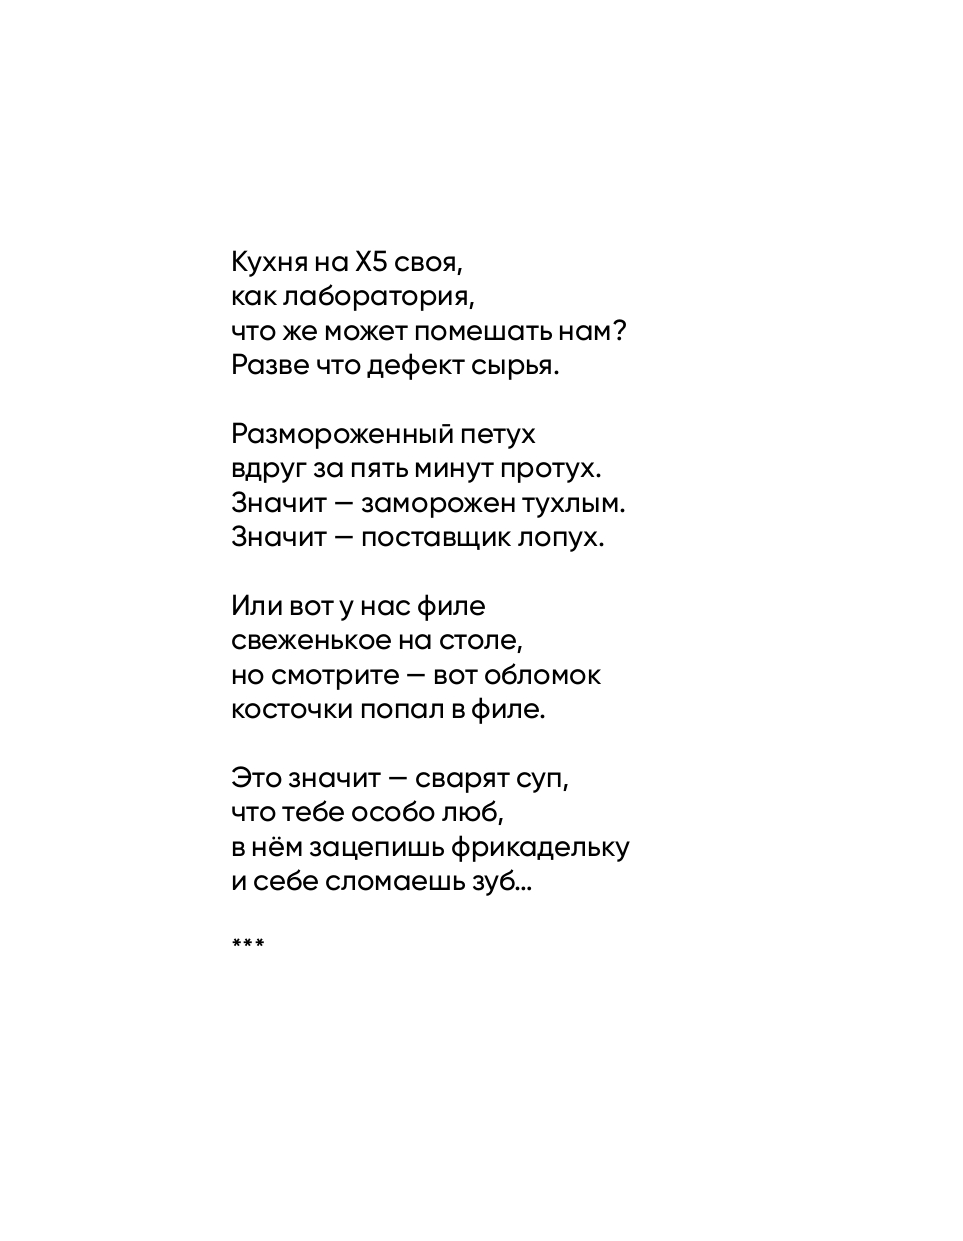 Кухня на X5 своя,
как лаборатория,
что же может помешать нам?
Разве что дефект сырья.

Размороженный петух
вдруг за пять минут протух.
Значит — заморожен тухлым.
Значит — поставщик лопух.

Или вот у нас филе
свеженькое на столе,
но смотрите — вот обломок
косточки попал в филе.

Это значит — сварят суп,
что тебе особо люб,
в нём зацепишь фрикадельку
и себе сломаешь зуб...

***